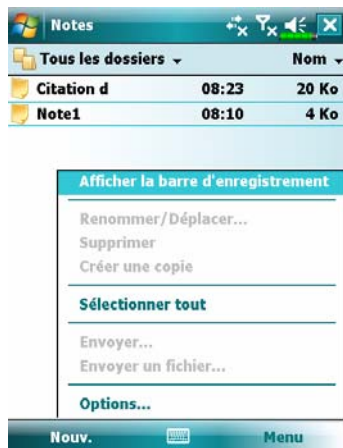 Notes
Tous les dossiers Nom
Citation d 08:23 20 Ko
Note1 08:10 4 Ko
Afficher la barre d'enregistrement
Renommer/Déplacer...
Supprimer
Créer une copie
Sélectionner tout
Envoyer...
Envoyer un fichier...
Options...
Nouv. Menu